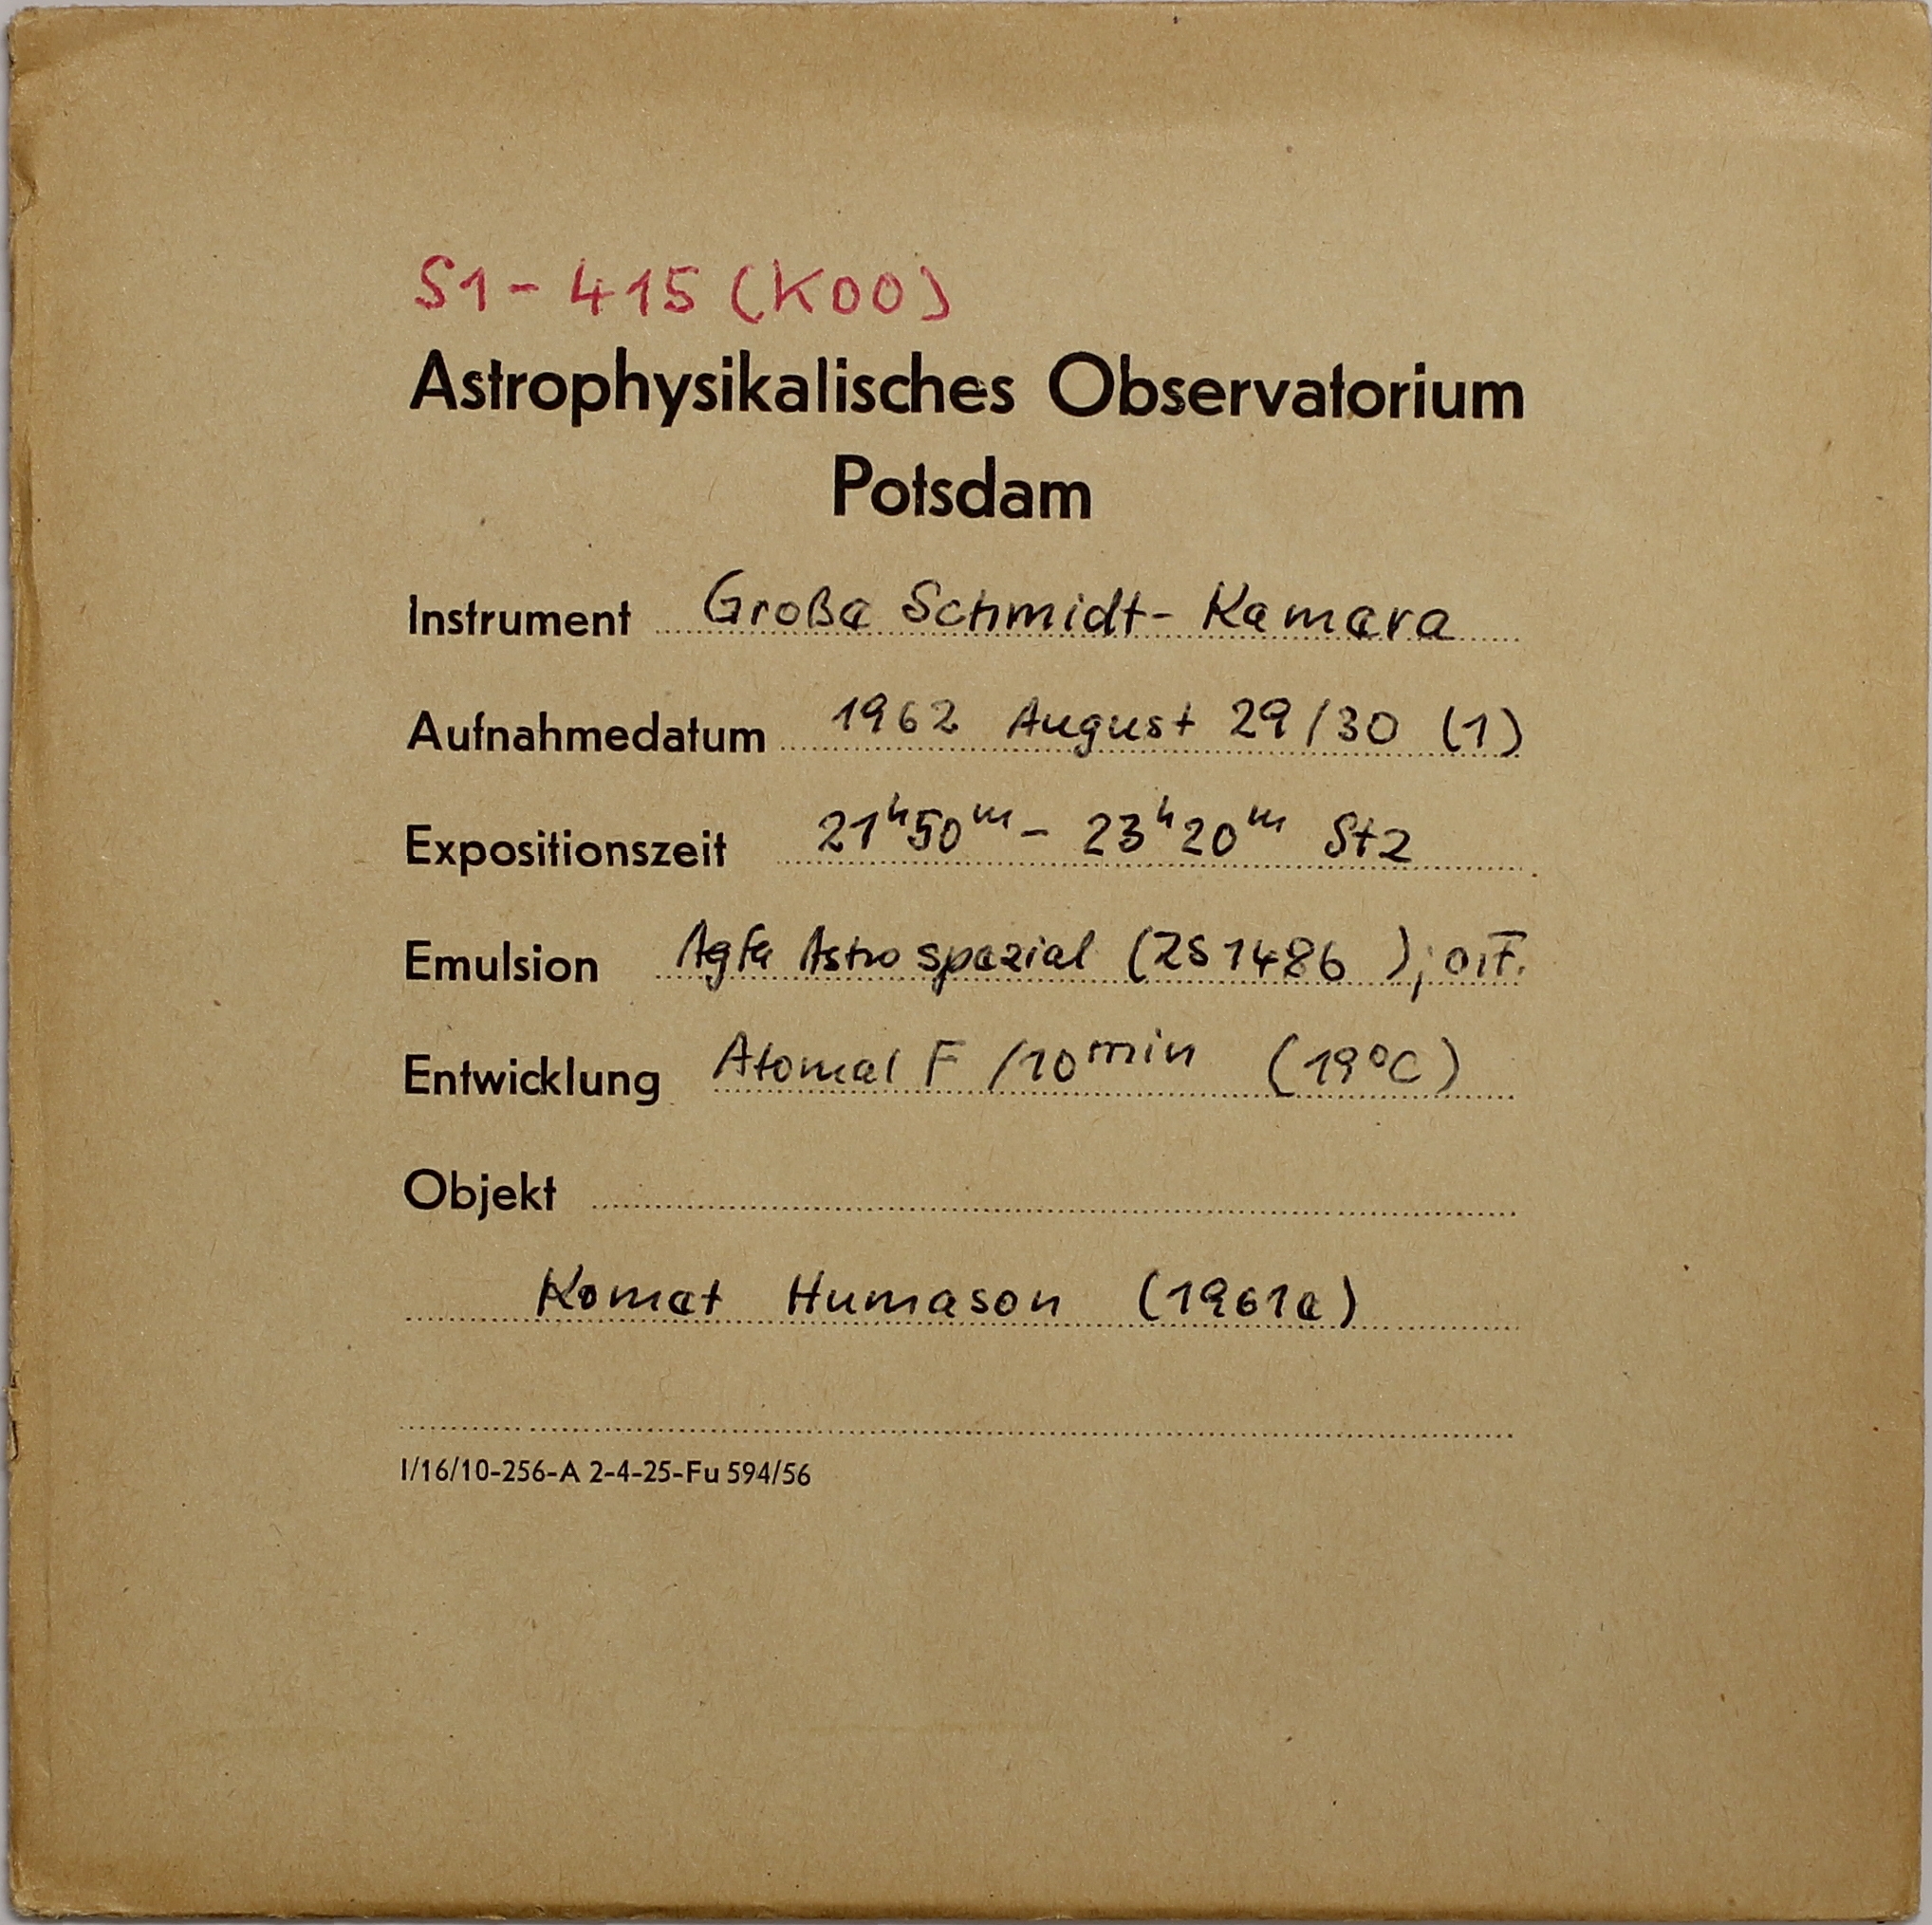 S1-415 (K00)
Astrophysikalisches Observatorium
Potsdam
Instrument Große Schmidt-Kamera
Aufnahmedatum 1962 August 29/30 (1)
Expositionszeit 21ʰ50ᵐ - 23ʰ20ᵐ Stz
Emulsion Agfa Astro spezial (ZS 1486 ); o.F.
Entwicklung Atomal F /10ᵐⁱⁿ (19°C)
Objekt
Komet Humason (1961e)
I/16/10-256-A 2-4-25-Fu 594/56